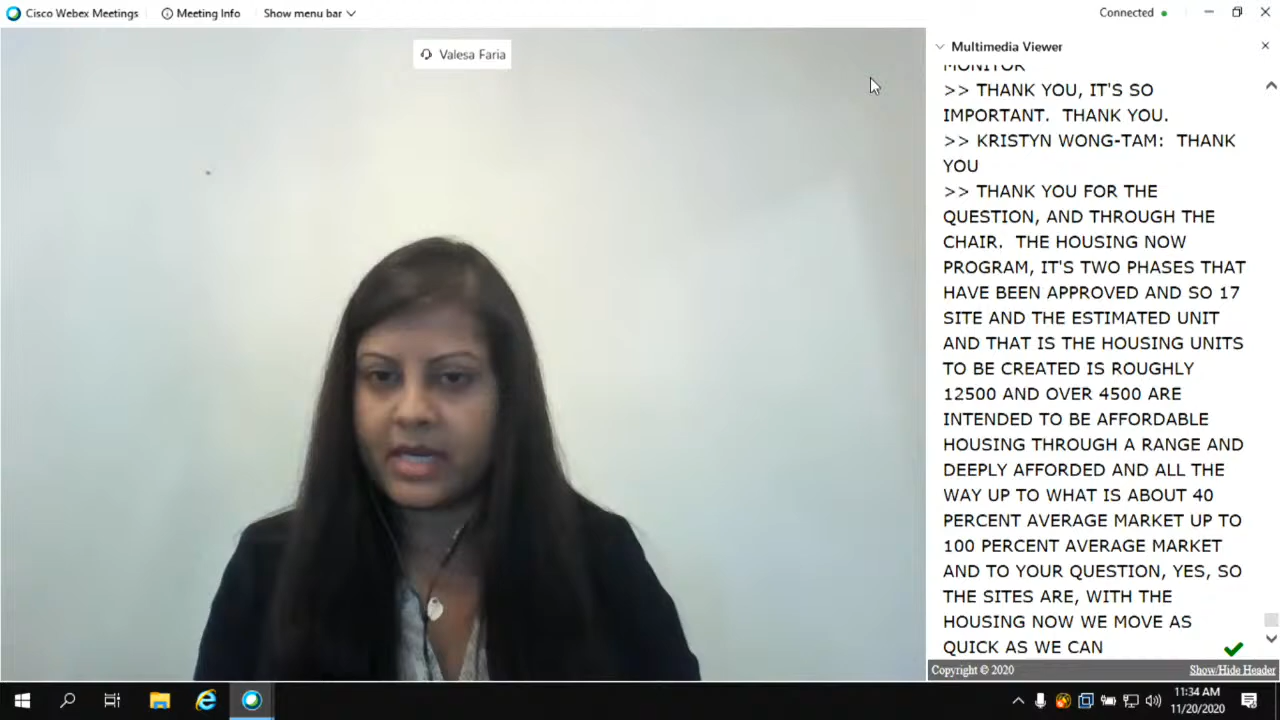 Cisco Webex Meetings
Meeting Info
Show menu bar
Connected
Valesa Faria
Multimedia Viewer
MONITOR
>> THANK YOU, IT'S SO
IMPORTANT.  THANK YOU.
>> KRISTYN WONG-TAM:  THANK
YOU
>> THANK YOU FOR THE
QUESTION, AND THROUGH THE
CHAIR.  THE HOUSING NOW
PROGRAM, IT'S TWO PHASES THAT
HAVE BEEN APPROVED AND SO 17
SITE AND THE ESTIMATED UNIT
AND THAT IS THE HOUSING UNITS
TO BE CREATED IS ROUGHLY
12500 AND OVER 4500 ARE
INTENDED TO BE AFFORDABLE
HOUSING THROUGH A RANGE AND
DEEPLY AFFORDED AND ALL THE
WAY UP TO WHAT IS ABOUT 40
PERCENT AVERAGE MARKET UP TO
100 PERCENT AVERAGE MARKET
AND TO YOUR QUESTION, YES, SO
THE SITES ARE, WITH THE
HOUSING NOW WE MOVE AS
QUICK AS WE CAN
Copyright © 2020
Show/Hide Header
11:34 AM
11/20/2020